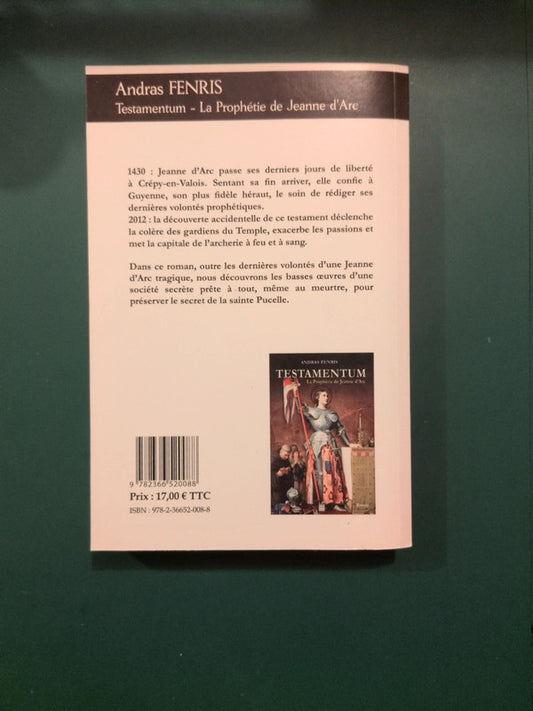 Andras FENRIS
Testamentum – La Prophétie de Jeanne d'Arc
1430 : Jeanne d'Arc passe ses derniers jours de liberté
à Crépy-en-Valois. Sentant sa fin arriver, elle confie à
Guyenne, son plus fidèle héraut, le soin de rédiger ses
dernières volontés prophétiques.
2012 : la découverte accidentelle de ce testament déclenche
la colère des gardiens du Temple, exacerbe les passions et
met la capitale de l'archerie à feu et à sang.
Dans ce roman, outre les dernières volontés d'une Jeanne
d'Arc tragique, nous découvrons les basses œuvres d'une
société secrète prête à tout, même au meurtre, pour
préserver le secret de la sainte Pucelle.
ANDRAS FENRIS
TESTAMENTUM
La Prophétie de Jeanne d'Arc
9 782366 520088
Prix : 17,00 € TTC
ISBN : 978-2-36652-008-8